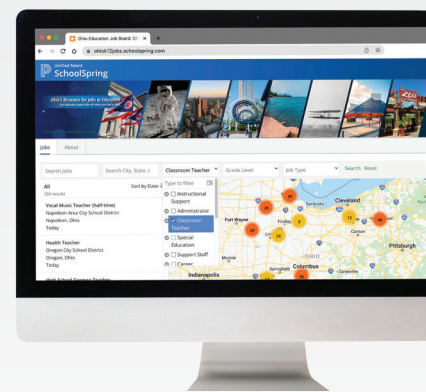 Ohio Education Job Board: Oh
ohiok12jobs.schoolspring.com
Unified Talent
SchoolSpring
Ohio's Resource for Jobs in Education
Jobs
About
Search Jobs
Search City, State, c
Classroom Teacher
Grade Level
Job Type
Search Reset
All
Sort by Date:
results
Type to filter
Instructional
Support
Administrator
Classroom
Teacher
Special
Education
Support Staff
Career
Vocal Music Teacher (half-time)
Napoleon Area City School District
Napoleon, Ohio
Today
Health Teacher
Oregon City School District
Oregon, Ohio
Today
High School German Teacher
Cleveland
Sandusky
Fort Wayne
Findlay
Canton
Pittsburgh
Muncie
OHIO
Springfield
Columbus
Zanesville
Indianapolis